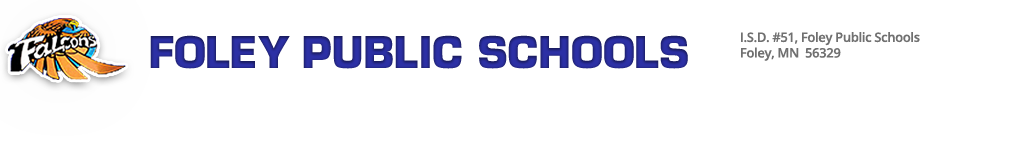 Falcons
FOLEY PUBLIC SCHOOLS
I.S.D. #51, Foley Public Schools
Foley, MN  56329